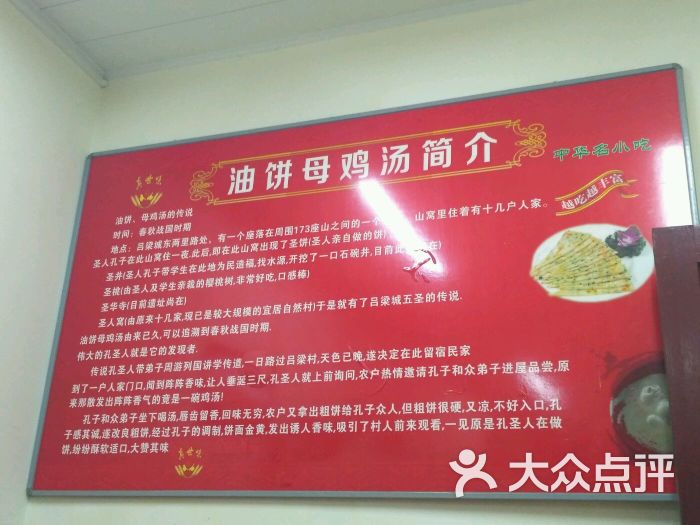 油饼母鸡汤简介
中华名小吃
越吃越丰富
油饼、母鸡汤的传说
时间：春秋战国时期
地点：吕梁城东两里路处、有一个座落在周围173座山之间的一个 山窝里住着有十几户人家。
圣人孔子在此山窝住一夜,此后,即在此山窝出现了圣饼(圣人亲自做的饼)
圣井(圣人孔子带学生在此地为民造福,找水源,开挖了一口石碗井,目前此 在)
圣桃(由圣人及学生亲栽的樱桃树,非常好吃,口感棒)
圣华寺(目前遗址尚在)
圣人窝(由原来十几家,现已是较大规模的宜居自然村)于是就有了吕梁城五圣的传说.
油饼母鸡汤由来已久,可以追溯到春秋战国时期.
伟大的孔圣人就是它的发现者.
传说孔圣人带弟子周游列国讲学传道,一日路过吕梁村,天色已晚,遂决定在此留宿民家
到了一户人家门口,闻到阵阵香味,让人垂涎三尺,孔圣人就上前询问,农户热情邀请孔子和众弟子进屋品尝,原
来那散发出阵阵香气的竟是一碗鸡汤!
孔子和众弟子坐下喝汤,唇齿留香,回味无穷,农户又拿出粗饼给孔子众人,但粗饼很硬,又凉,不好入口,孔
子感其诚,遂改良粗饼,经过孔子的调制,饼面金黄,发出诱人香味,吸引了村人前来观看,一见原是孔圣人在做
饼,纷纷酥软适口,大赞其味
大众点评